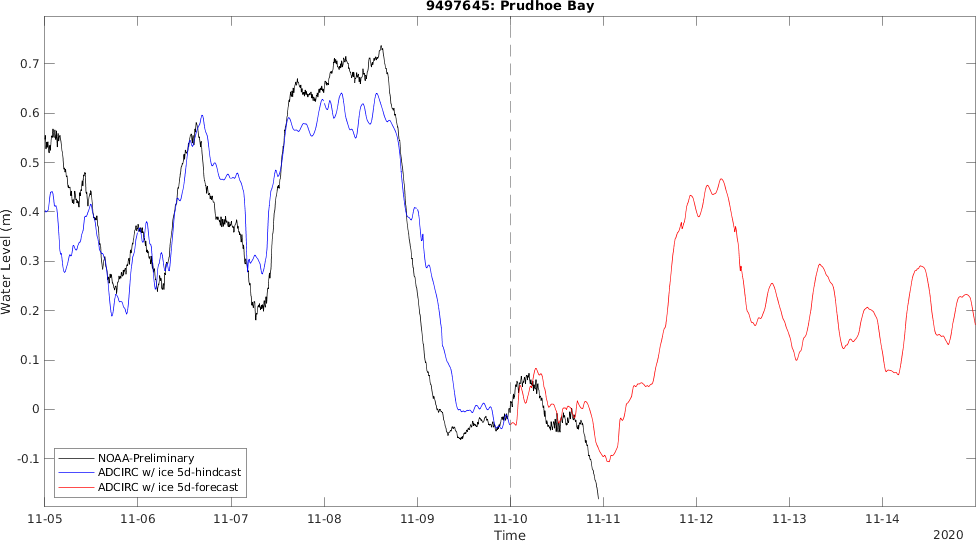 9497645: Prudhoe Bay
Water Level (m)
0.7
0.6
0.5
0.4
0.3
0.2
0.1
0
-0.1
NOAA-Preliminary
ADCIRC w/ ice 5d-hindcast
ADCIRC w/ ice 5d-forecast
11-05 11-06 11-07 11-08 11-09 11-10 11-11 11-12 11-13 11-14
Time
2020